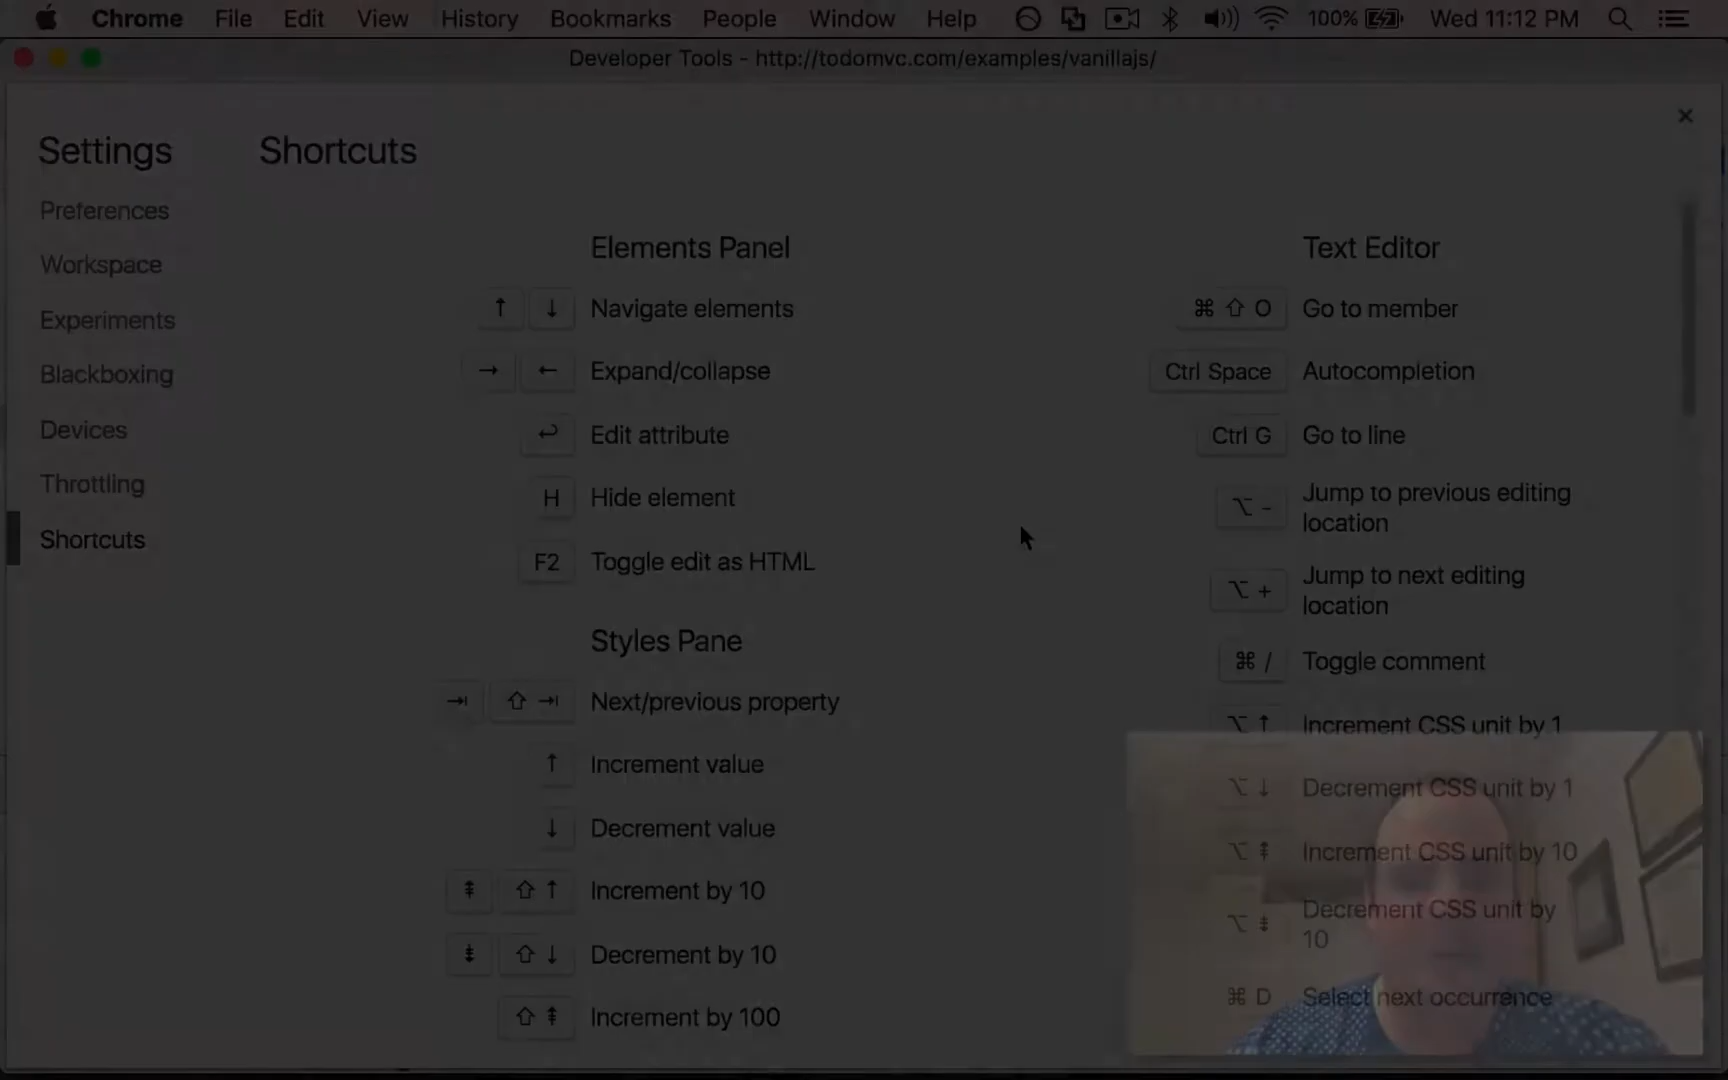 Chrome File Edit View History Bookmarks People Window Help 100% Wed 11:12 PM
Developer Tools - http://todomvc.com/examples/vanillajs/
Settings
Preferences
Workspace
Experiments
Blackboxing
Devices
Throttling
Shortcuts
Shortcuts
Elements Panel
↑ ↓ Navigate elements
→ ← Expand/collapse
↩ Edit attribute
H Hide element
F2 Toggle edit as HTML
Styles Pane
⇥ ⇧ ⇥ Next/previous property
↑ Increment value
↓ Decrement value
⇞ ⇧ ↑ Increment by 10
⇟ ⇧ ↓ Decrement by 10
⇧ ⇞ Increment by 100
Text Editor
⌘ ⇧ O Go to member
Ctrl Space Autocompletion
Ctrl G Go to line
⌥ - Jump to previous editing
location
⌥ + Jump to next editing
location
⌘ / Toggle comment
⌥ ↑ Increment CSS unit by 1
⌥ ↓ Decrement CSS unit by 1
⌥ ⇞ Increment CSS unit by 10
⌥ ⇟ Decrement CSS unit by
10
⌘ D Select next occurrence